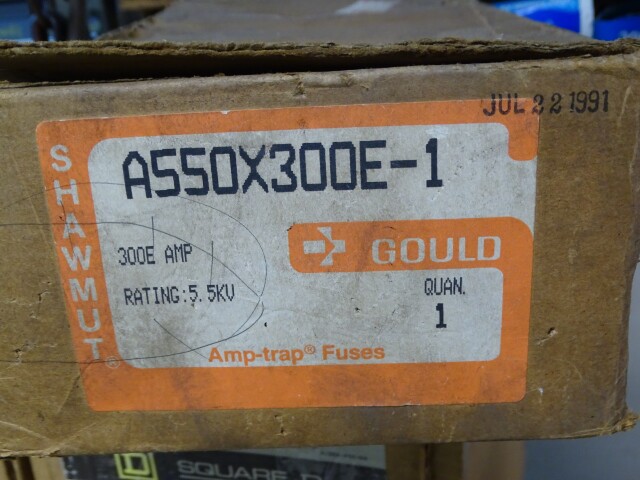 JUL 22 1991
SHAWMUT®
A550X300E-1
GOULD
300E AMP
RATING:5.5KV
QUAN.
1
Amp-trap® Fuses
SQUARE D